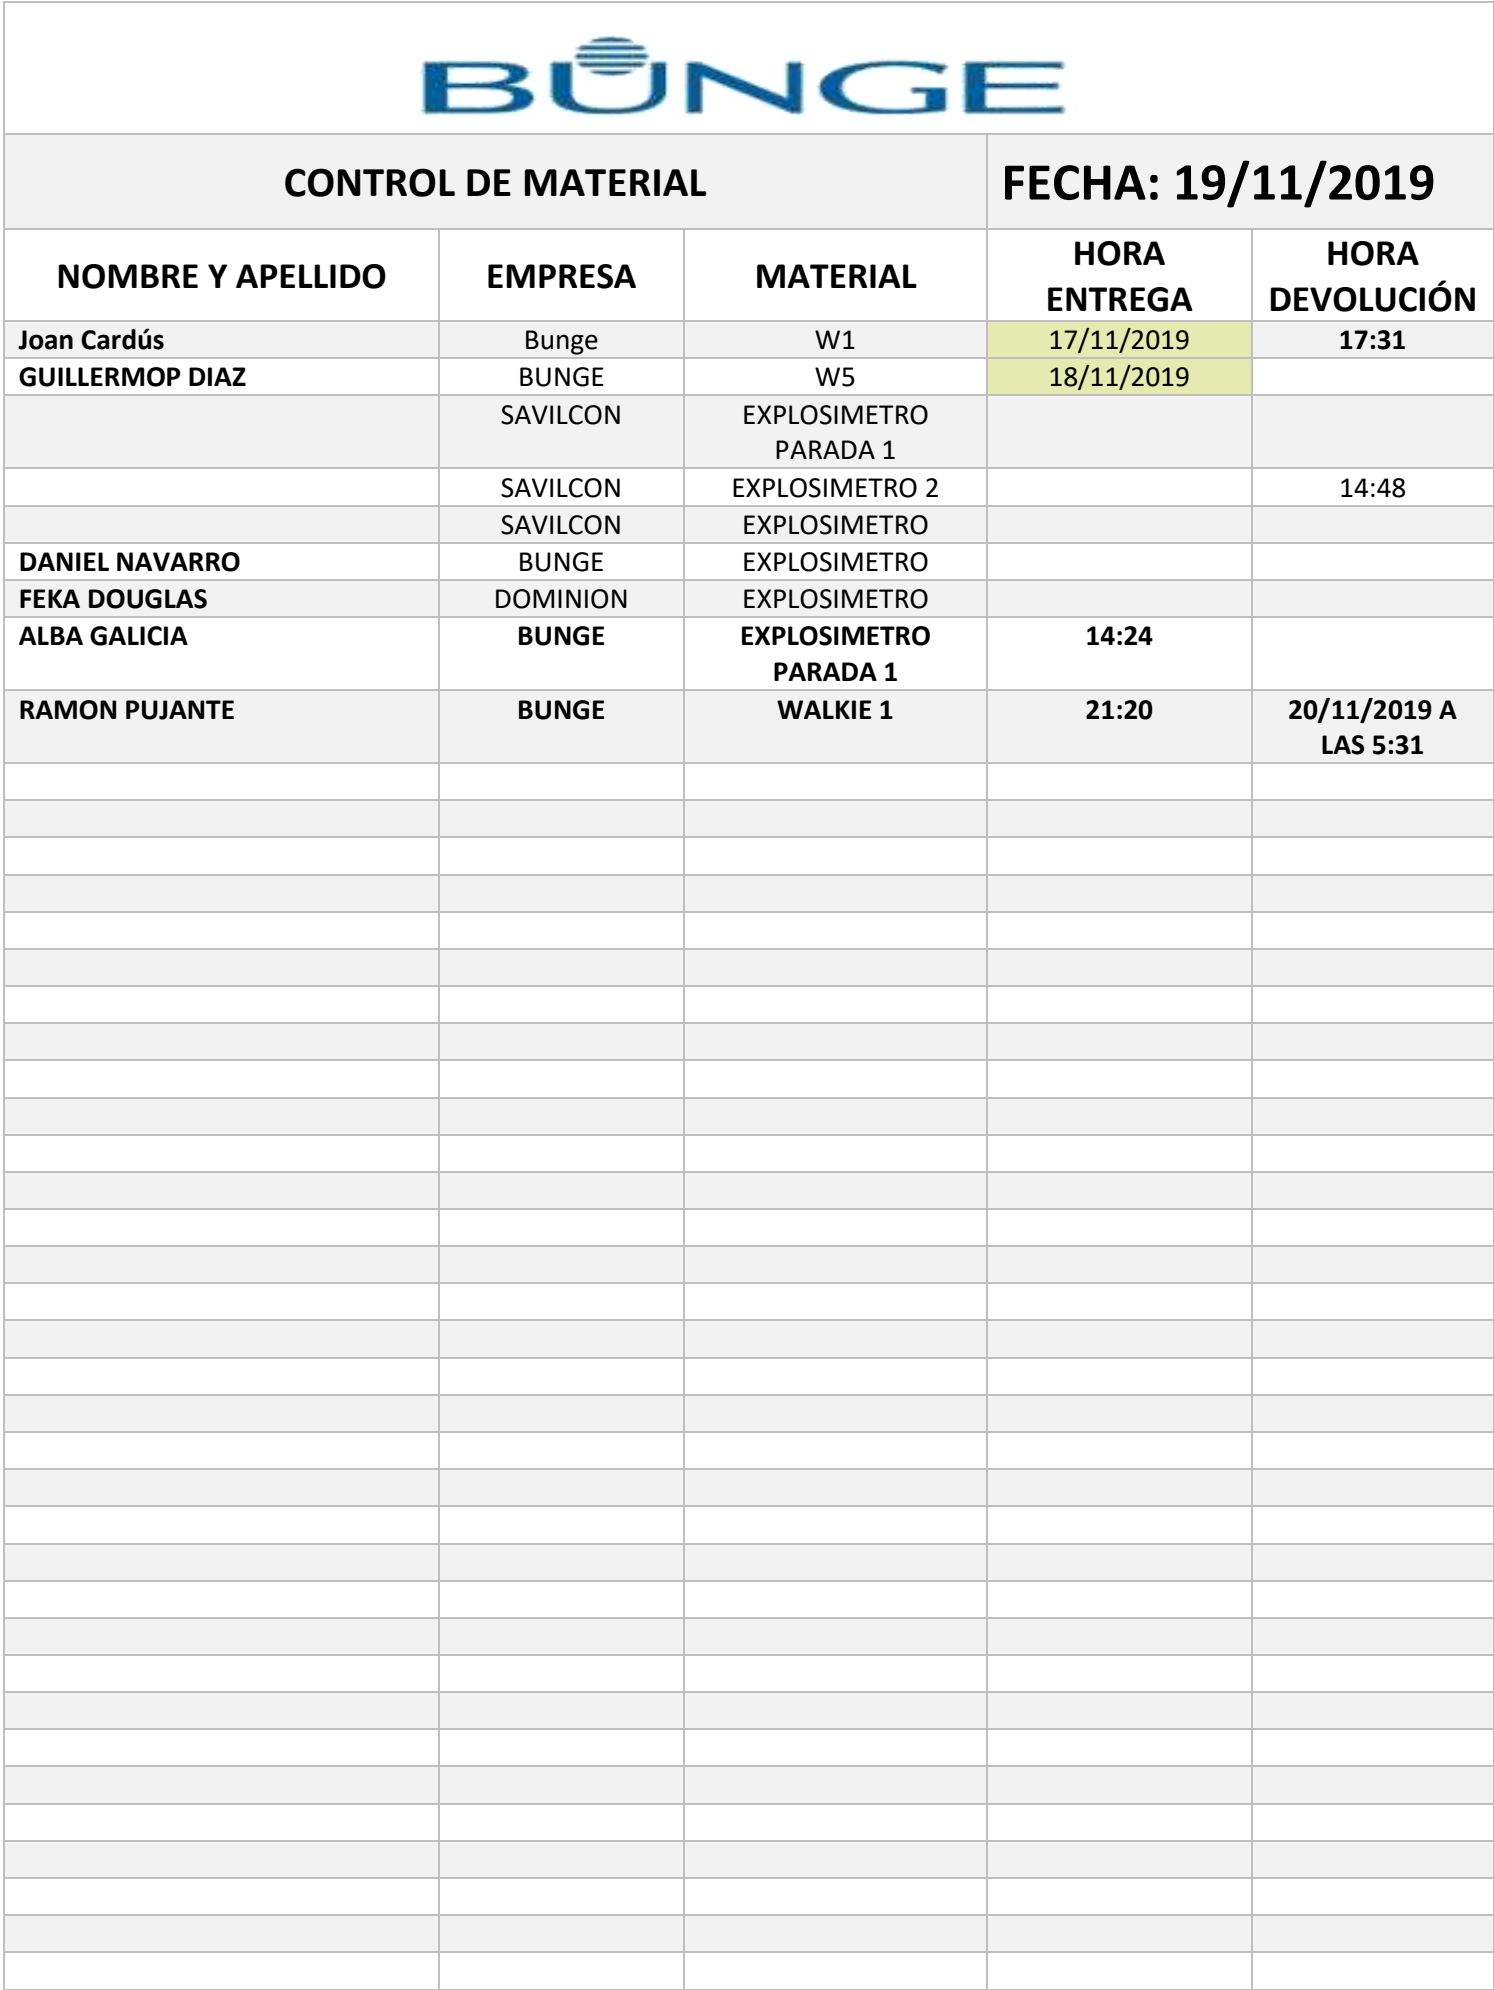 BUNGE
CONTROL DE MATERIAL FECHA: 19/11/2019
NOMBRE Y APELLIDO EMPRESA MATERIAL HORA ENTREGA HORA DEVOLUCIÓN
Joan Cardús Bunge W1 17/11/2019 17:31
GUILLERMOP DIAZ BUNGE W5 18/11/2019
SAVILCON EXPLOSIMETRO PARADA 1
SAVILCON EXPLOSIMETRO 2 14:48
SAVILCON EXPLOSIMETRO
DANIEL NAVARRO BUNGE EXPLOSIMETRO
FEKA DOUGLAS DOMINION EXPLOSIMETRO
ALBA GALICIA BUNGE EXPLOSIMETRO PARADA 1 14:24
RAMON PUJANTE BUNGE WALKIE 1 21:20 20/11/2019 A LAS 5:31